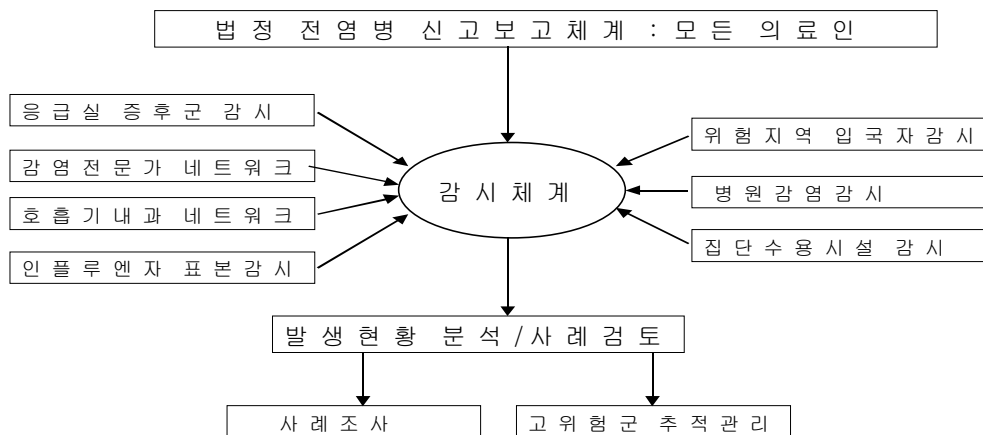 법정 전염병 신고보고체계 : 모든 의료인
응급실 증후군 감시
감염전문가 네트워크
호흡기내과 네트워크
인플루엔자 표본감시
감시체계
위험지역 입국자감시
병원감염감시
집단수용시설 감시
발생현황 분석/사례검토
사례조사
고위험군 추적관리